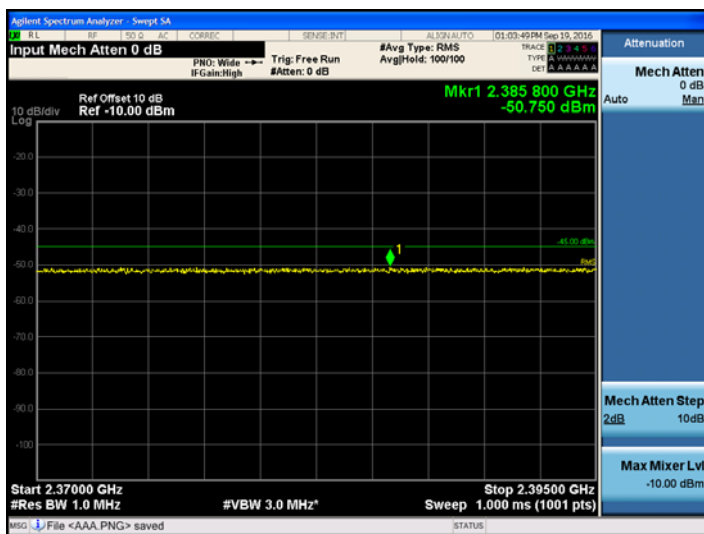 Agilent Spectrum Analyzer - Swept SA
LXI RL RF 50 Ω AC CORREC SENSE:INT ALIGN AUTO 01:03:49 PM Sep 19, 2016
Input Mech Atten 0 dB
PNO: Wide
IFGain:High
Trig: Free Run
#Atten: 0 dB
#Avg Type: RMS
Avg|Hold: 100/100
TRACE 1 2 3 4 5 6
TYPE A WWWWW
DET A A A A A A
Mkr1 2.385 800 GHz
-50.750 dBm
Ref Offset 10 dB
10 dB/div Ref -10.00 dBm
Log
-20.0
-30.0
-40.0
-45.00 dBm
1
-50.0
RMS
-60.0
-70.0
-80.0
-90.0
-100
Start 2.37000 GHz Stop 2.39500 GHz
#Res BW 1.0 MHz #VBW 3.0 MHz* Sweep 1.000 ms (1001 pts)
MSG File <AAA.PNG> saved STATUS
Attenuation
Mech Atten
0 dB
Auto Man
Mech Atten Step
2dB 10dB
Max Mixer Lvl
-10.00 dBm